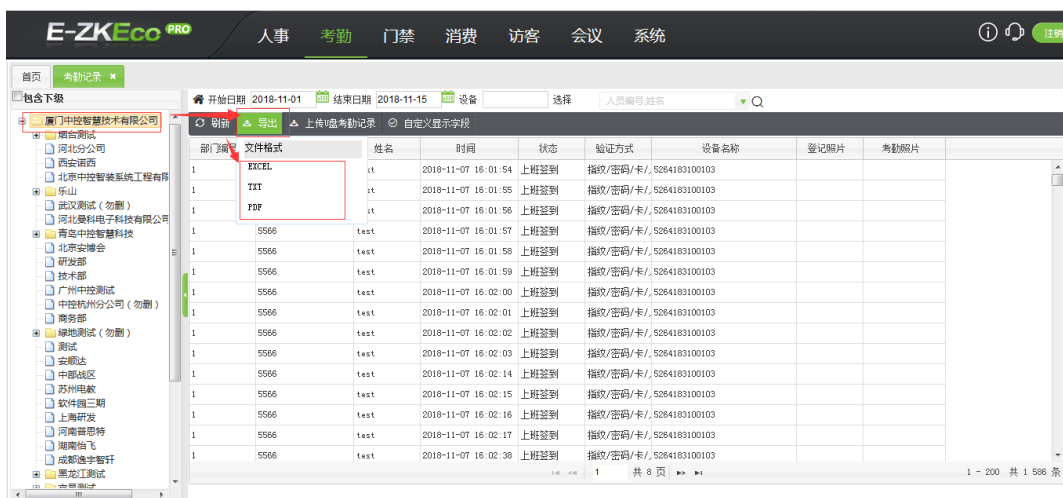 E-ZKEco PRO 人事 考勤 门禁 消费 访客 会议 系统 注销
首页 考勤记录 ×
包含下级
厦门中控智慧技术有限公司
烟台测试
河北分公司
西安诺西
北京中控智装系统工程有限
乐山
武汉测试（勿删）
河北曼科电子科技有限公司
青岛中控智慧科技
北京安博会
研发部
技术部
广州中控测试
中控杭州分公司（勿删）
商务部
绿地测试（勿删）
测试
安顺达
中部战区
苏州电教
软件园三期
上海研发
河南普思特
湖南怡飞
成都逸宇智轩
黑龙江测试
开始日期 2018-11-01 结束日期 2018-11-15 设备 选择 人员编号,姓名
刷新 导出 上传U盘考勤记录 自定义显示字段
部门编号 姓名 时间 状态 验证方式 设备名称 登记照片 考勤照片
文件格式
EXCEL
TXT
PDF
1 st 2018-11-07 16:01:54 上班签到 指纹/密码/卡/, 5264183100103
1 st 2018-11-07 16:01:55 上班签到 指纹/密码/卡/, 5264183100103
1 st 2018-11-07 16:01:56 上班签到 指纹/密码/卡/, 5264183100103
1 5566 test 2018-11-07 16:01:57 上班签到 指纹/密码/卡/, 5264183100103
1 5566 test 2018-11-07 16:01:58 上班签到 指纹/密码/卡/, 5264183100103
1 5566 test 2018-11-07 16:01:59 上班签到 指纹/密码/卡/, 5264183100103
1 5566 test 2018-11-07 16:02:00 上班签到 指纹/密码/卡/, 5264183100103
1 5566 test 2018-11-07 16:02:01 上班签到 指纹/密码/卡/, 5264183100103
1 5566 test 2018-11-07 16:02:02 上班签到 指纹/密码/卡/, 5264183100103
1 5566 test 2018-11-07 16:02:03 上班签到 指纹/密码/卡/, 5264183100103
1 5566 test 2018-11-07 16:02:14 上班签到 指纹/密码/卡/, 5264183100103
1 5566 test 2018-11-07 16:02:15 上班签到 指纹/密码/卡/, 5264183100103
1 5566 test 2018-11-07 16:02:16 上班签到 指纹/密码/卡/, 5264183100103
1 5566 test 2018-11-07 16:02:17 上班签到 指纹/密码/卡/, 5264183100103
1 5566 test 2018-11-07 16:02:38 上班签到 指纹/密码/卡/, 5264183100103
1 共 8 页 1 - 200 共 1 586 条